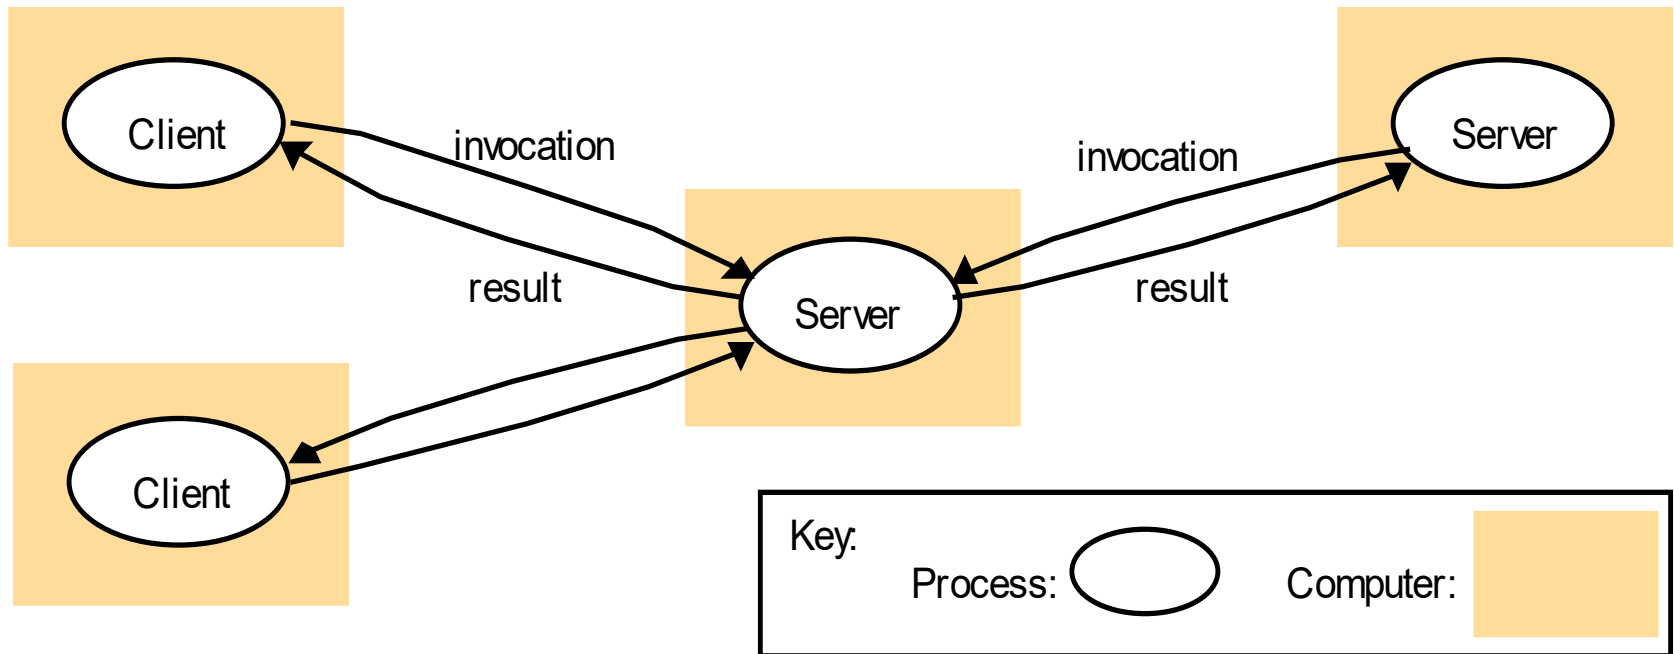 Client
invocation
result
Server
invocation
result
Server
Client
Key:
Process:
Computer: